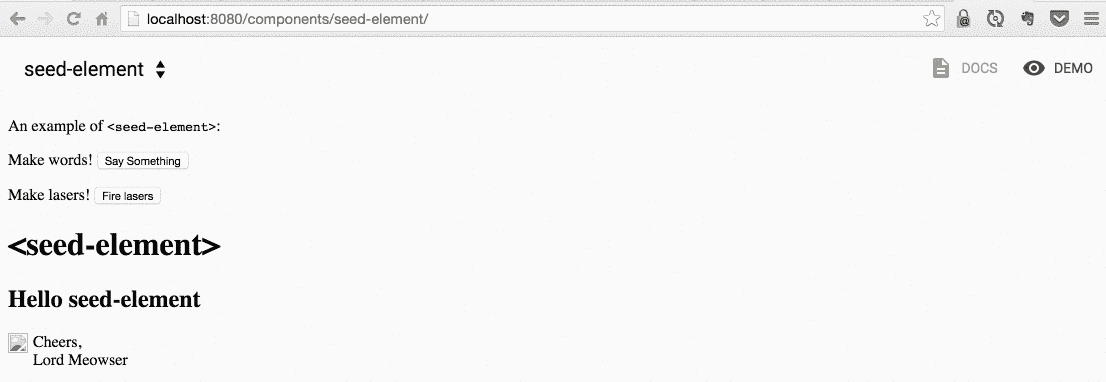 localhost:8080/components/seed-element/
seed-element DOCS DEMO
An example of <seed-element>:
Make words! Say Something
Make lasers! Fire lasers
<seed-element>
Hello seed-element
Cheers,
Lord Meowser